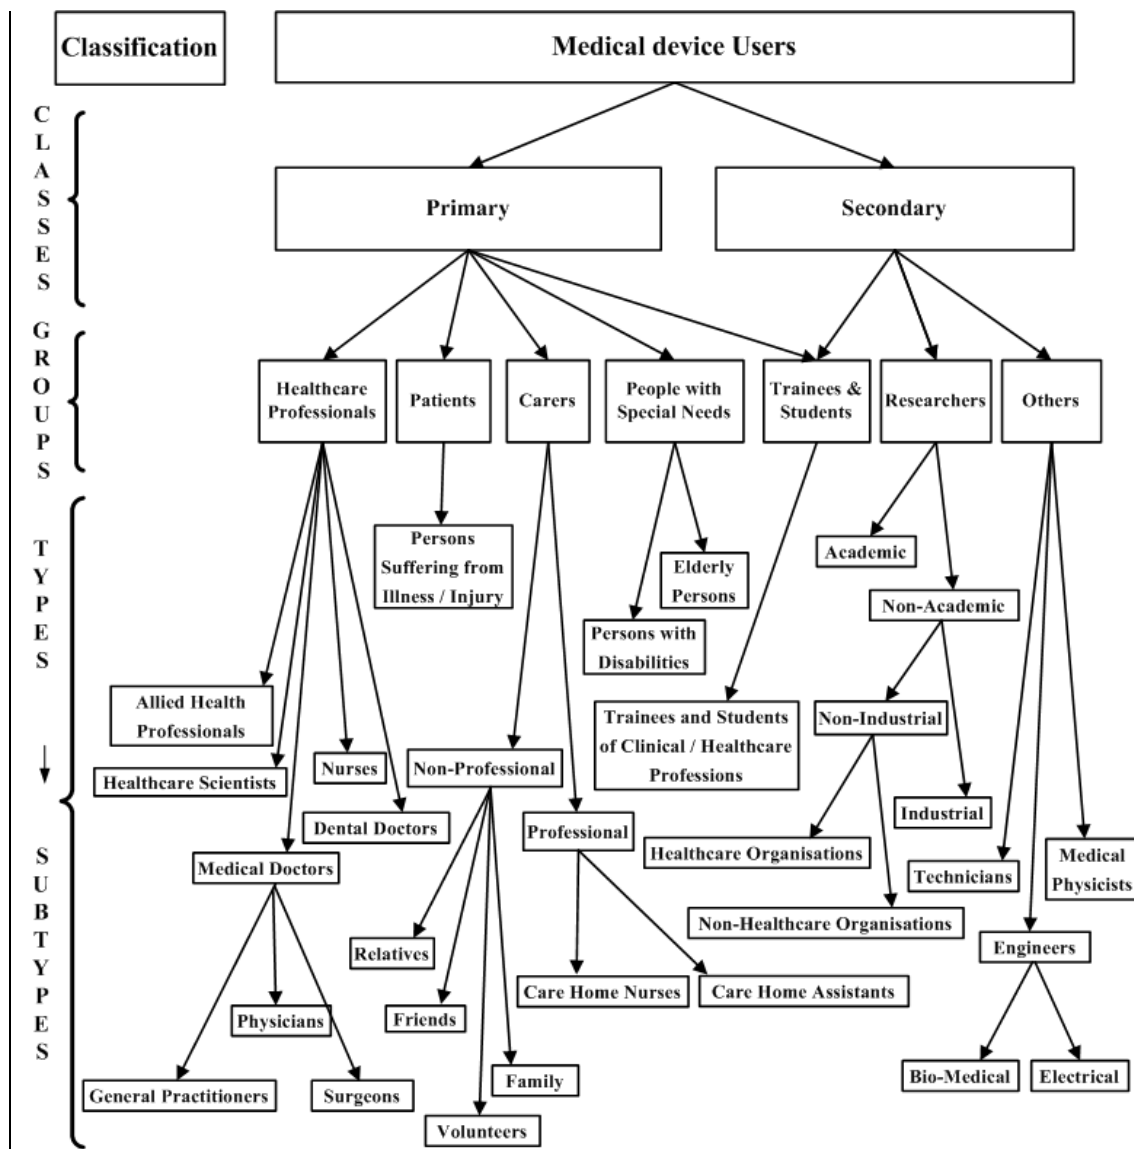 Classification
Medical device Users
CLASSES
Primary
Secondary
GROUPS
Healthcare
Professionals
Patients
Carers
People with
Special Needs
Trainees &
Students
Researchers
Others
TYPES
Persons
Suffering from
Illness / Injury
Elderly
Persons
Persons with
Disabilities
Academic
Non-Academic
Allied Health
Professionals
Healthcare Scientists
Nurses
Dental Doctors
Medical Doctors
Non-Professional
Professional
Trainees and Students
of Clinical / Healthcare
Professions
Non-Industrial
Industrial
Healthcare Organisations
Non-Healthcare Organisations
Technicians
Medical
Physicists
Engineers
SUBTYPES
Relatives
Friends
Volunteers
Family
Care Home Nurses
Care Home Assistants
Physicians
General Practitioners
Surgeons
Bio-Medical
Electrical